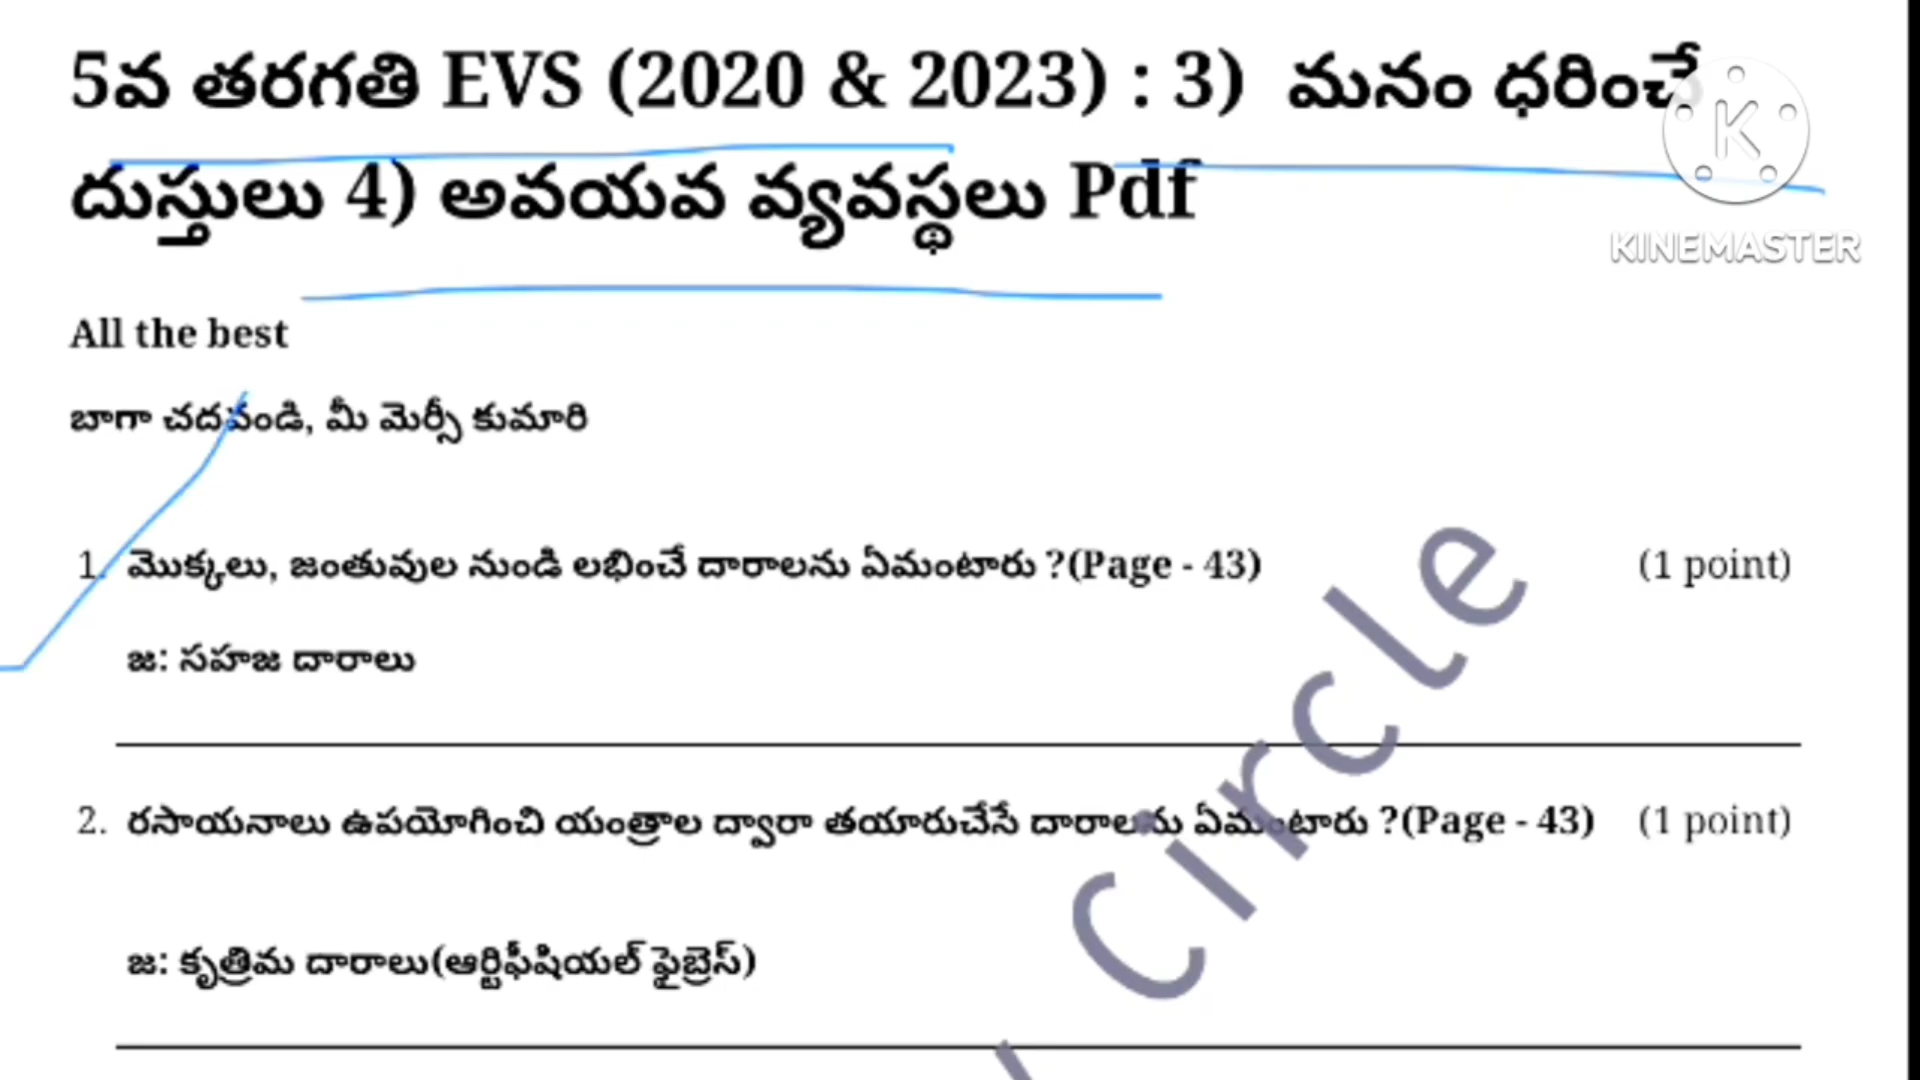 5వ తరగతి EVS (2020 & 2023) : 3) మనం ధరించే
దుస్తులు 4) అవయవ వ్యవస్థలు Pdf
K
KINEMASTER
All the best
బాగా చదవండి, మీ మెర్సీ కుమారి
1. మొక్కలు, జంతువుల నుండి లభించే దారాలను ఏమంటారు ?(Page - 43) (1 point)
జ: సహజ దారాలు
2. రసాయనాలు ఉపయోగించి యంత్రాల ద్వారా తయారుచేసే దారాలను ఏమంటారు ?(Page - 43) (1 point)
జ: కృత్రిమ దారాలు(ఆర్టిఫీషియల్ ఫైబ్రెస్)
Circle